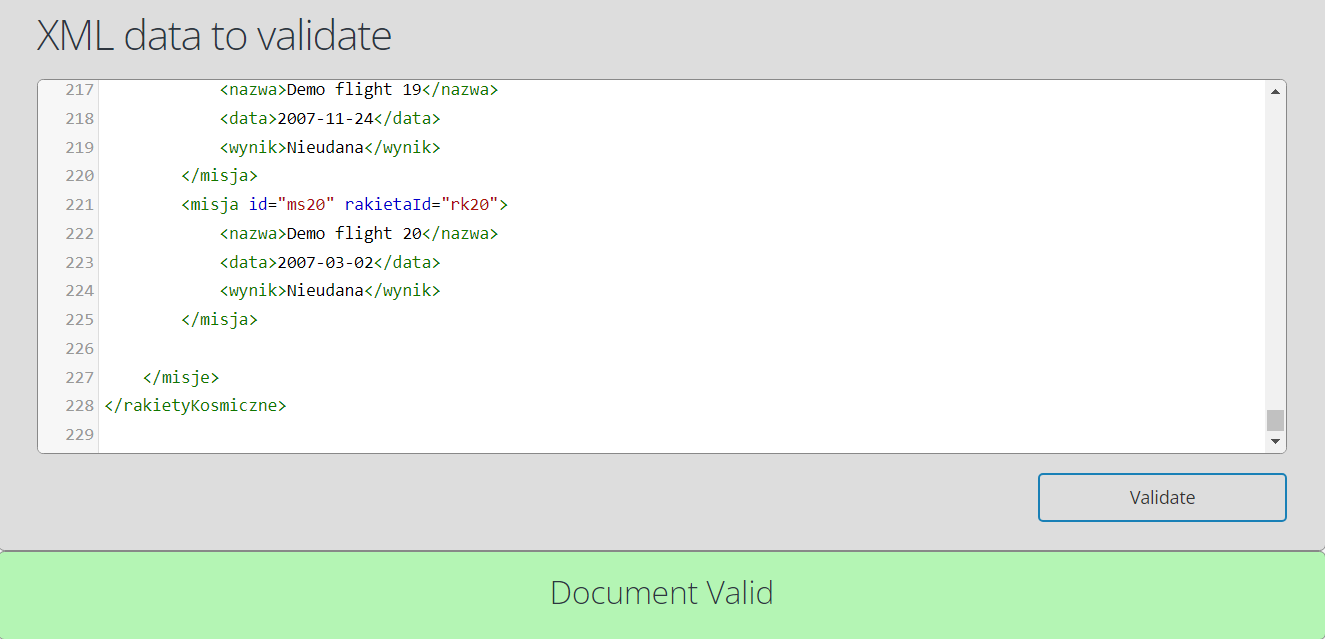 XML data to validate
217 <nazwa>Demo flight 19</nazwa>
218 <data>2007-11-24</data>
219 <wynik>Nieudana</wynik>
220 </misja>
221 <misja id="ms20" rakietaId="rk20">
222 <nazwa>Demo flight 20</nazwa>
223 <data>2007-03-02</data>
224 <wynik>Nieudana</wynik>
225 </misja>
226
227 </misje>
228 </rakietyKosmiczne>
229
Validate
Document Valid